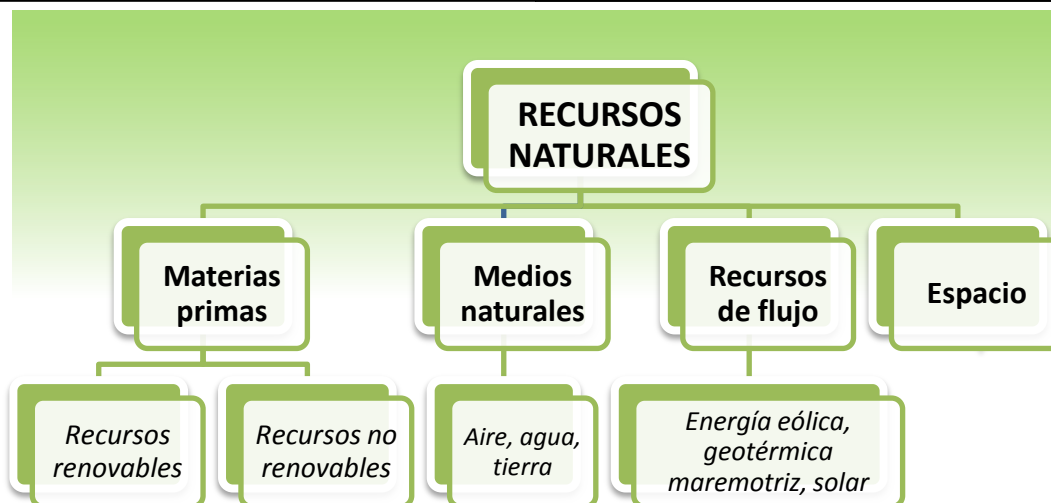 RECURSOS
NATURALES
Materias
primas
Medios
naturales
Recursos
de flujo
Espacio
Recursos
renovables
Recursos no
renovables
Aire, agua,
tierra
Energía eólica,
geotérmica
maremotriz, solar